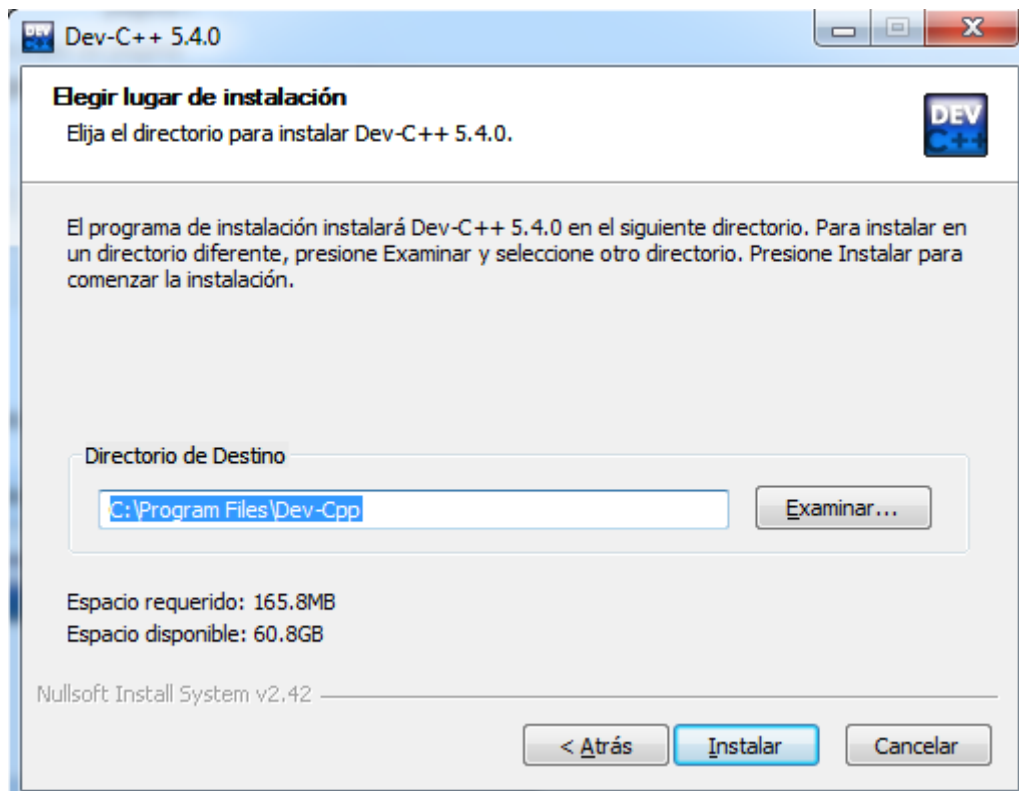 Dev-C++ 5.4.0
Elegir lugar de instalación
Elija el directorio para instalar Dev-C++ 5.4.0.
DEV
C++
El programa de instalación instalará Dev-C++ 5.4.0 en el siguiente directorio. Para instalar en
un directorio diferente, presione Examinar y seleccione otro directorio. Presione Instalar para
comenzar la instalación.
Directorio de Destino
C:\Program Files\Dev-Cpp
Examinar...
Espacio requerido: 165.8MB
Espacio disponible: 60.8GB
Nullsoft Install System v2.42
< Atrás Instalar Cancelar